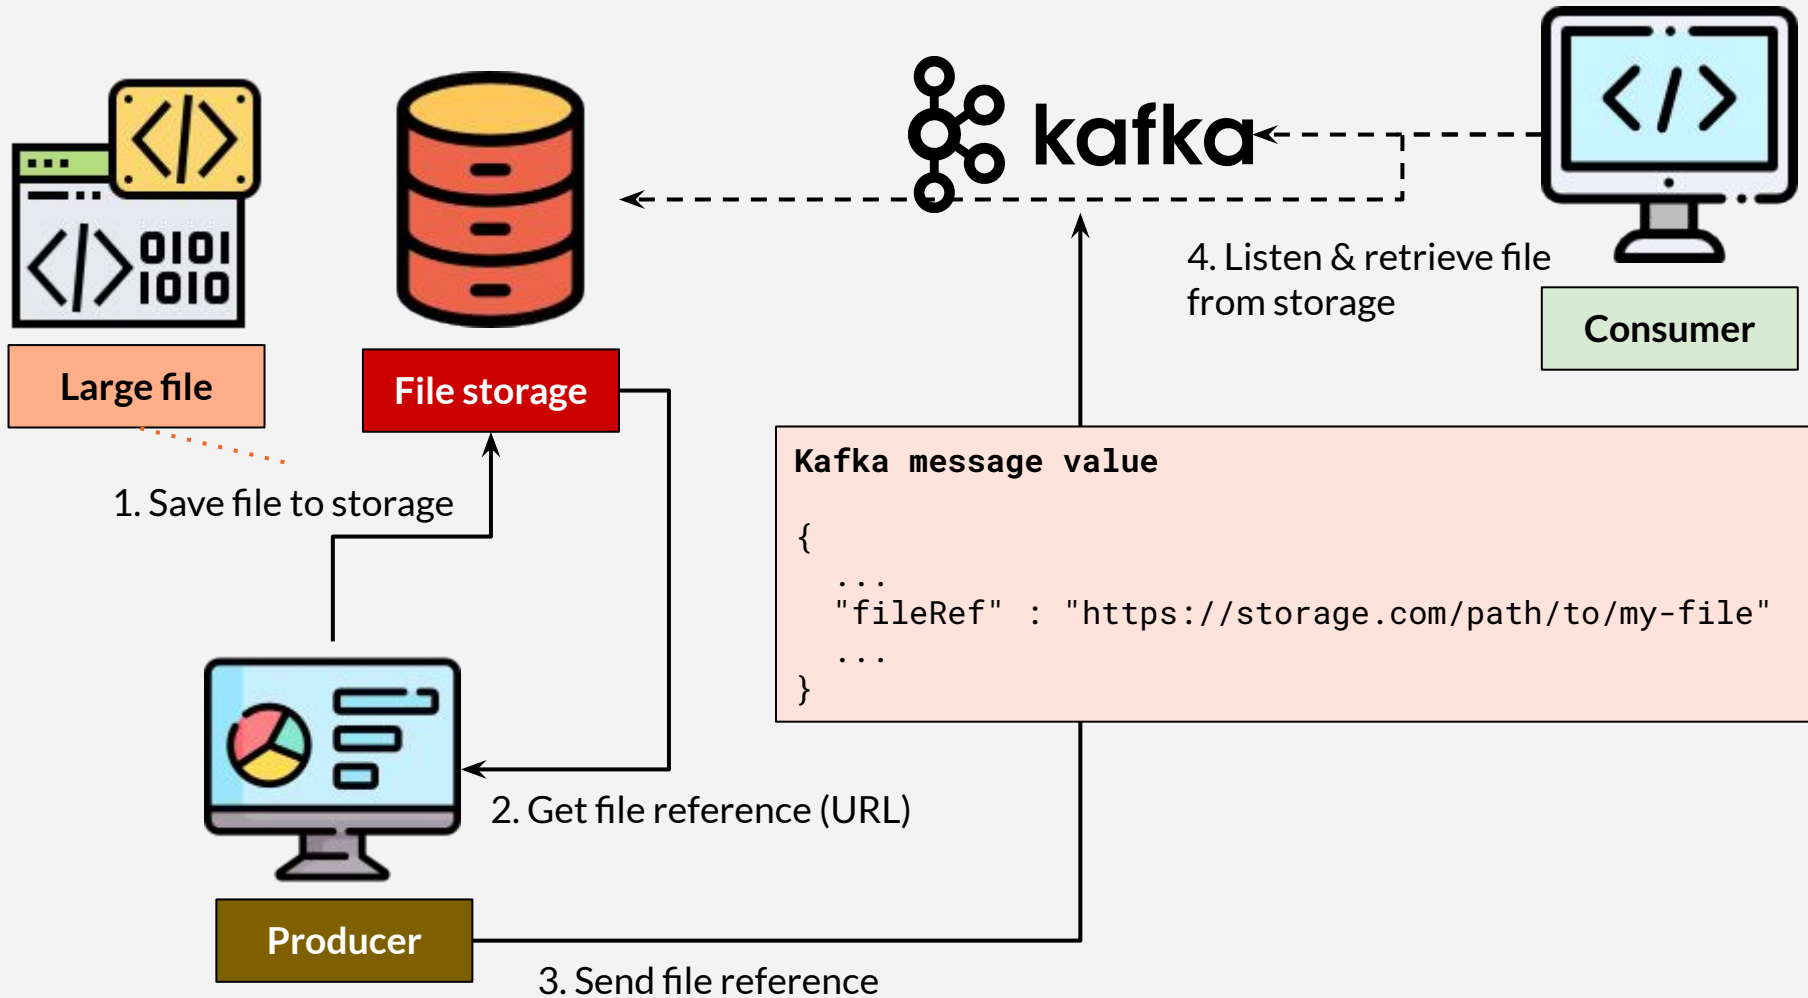 </>
0101
1010
</>
kafka
</>
4. Listen & retrieve file
from storage
Consumer
Large file
File storage
1. Save file to storage
Kafka message value
{
...
"fileRef" : "https://storage.com/path/to/my-file"
...
}
2. Get file reference (URL)
Producer
3. Send file reference